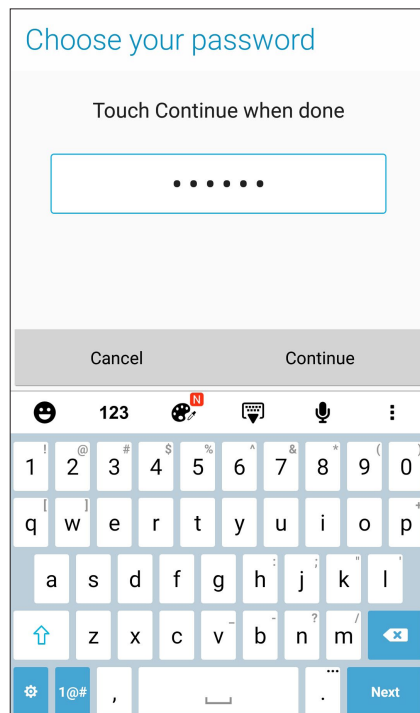 Choose your password
Touch Continue when done
••••••
Cancel Continue
123 N
! @ # $ % ^ & * ( )
1 2 3 4 5 6 7 8 9 0
[ ] +
q w e r t y u i o p
: ; " '
a s d f g h j k l
_ - ? /
z x c v b n m
1@# , . ... Next